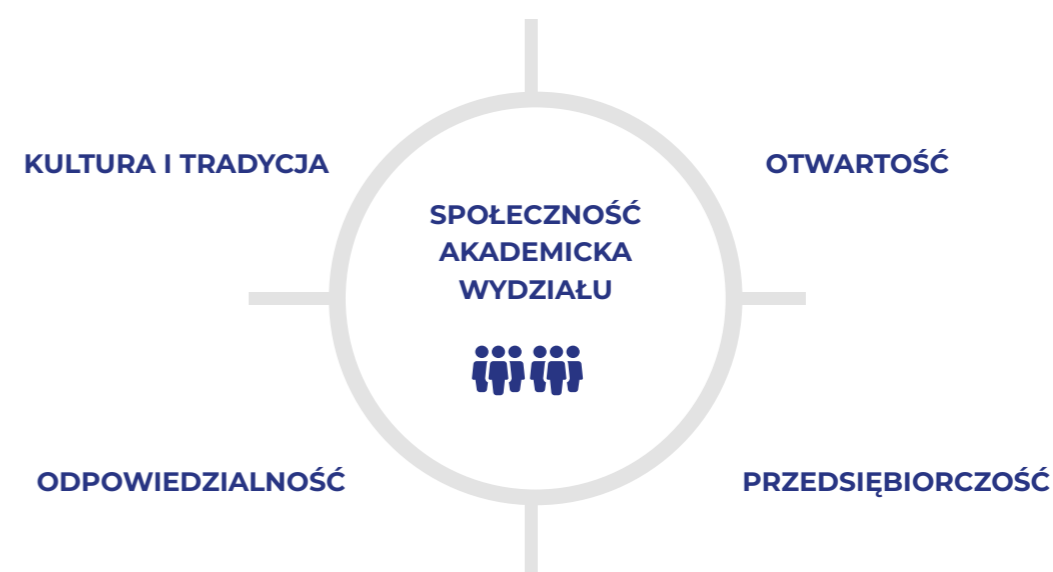 KULTURA I TRADYCJA
OTWARTOŚĆ
SPOŁECZNOŚĆ
AKADEMICKA
WYDZIAŁU
ODPOWIEDZIALNOŚĆ
PRZEDSIĘBIORCZOŚĆ